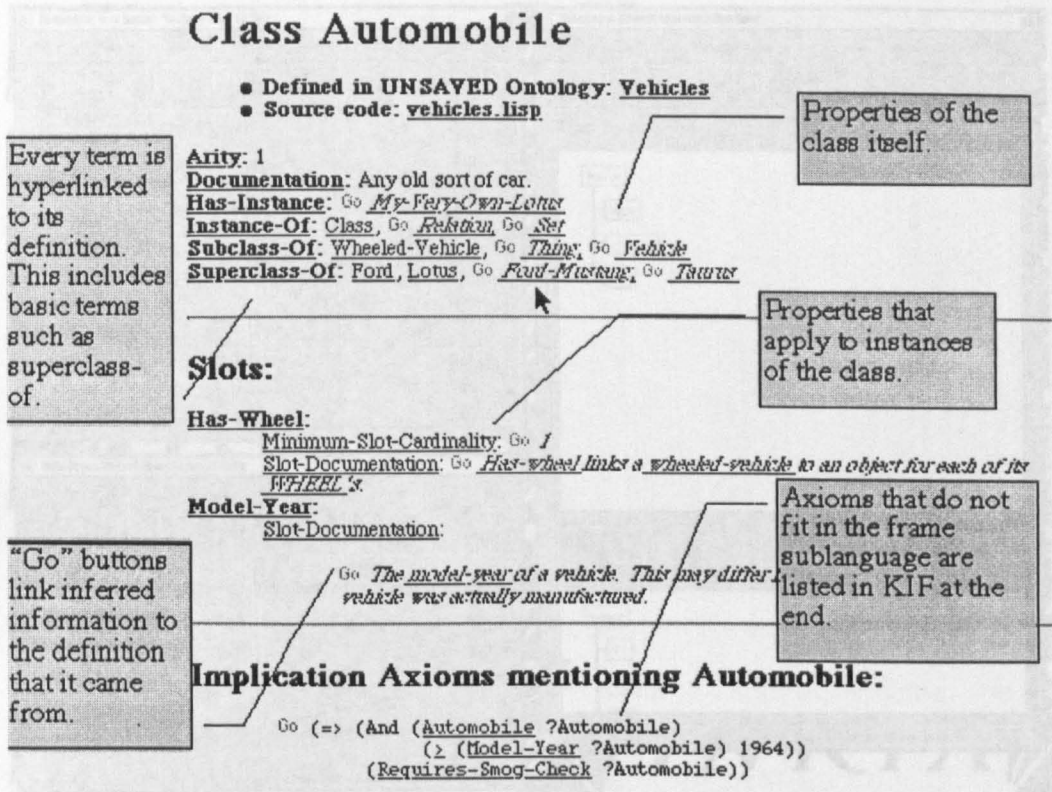 Class Automobile
• Defined in UNSAVED Ontology: Vehicles
• Source code: vehicles.lisp
Properties of the
class itself.
Every term is
hyperlinked
to its
definition.
This includes
basic terms
such as
superclass-
of.
Arity: 1
Documentation: Any old sort of car.
Has-Instance: Go My-Very-Own-Lotus
Instance-Of: Class, Go Relation, Go Set
Subclass-Of: Wheeled-Vehicle, Go Thing, Go Vehicle
Superclass-Of: Ford, Lotus, Go Ford-Mustang, Go Taurus
Properties that
apply to instances
of the class.
Slots:
Has-Wheel:
Minimum-Slot-Cardinality: Go 1
Slot-Documentation: Go Has-wheel links a wheeled-vehicle to an object for each of its
WHEEL's.
Model-Year:
Slot-Documentation:
Axioms that do not
fit in the frame
sublanguage are
listed in KIF at the
end.
"Go" buttons
link inferred
information to
the definition
that it came
from.
Go The model-year of a vehicle. This may differ
vehicle was actually manufactured.
Implication Axioms mentioning Automobile:
Go (=> (And (Automobile ?Automobile)
(≥ (Model-Year ?Automobile) 1964))
(Requires-Smog-Check ?Automobile))